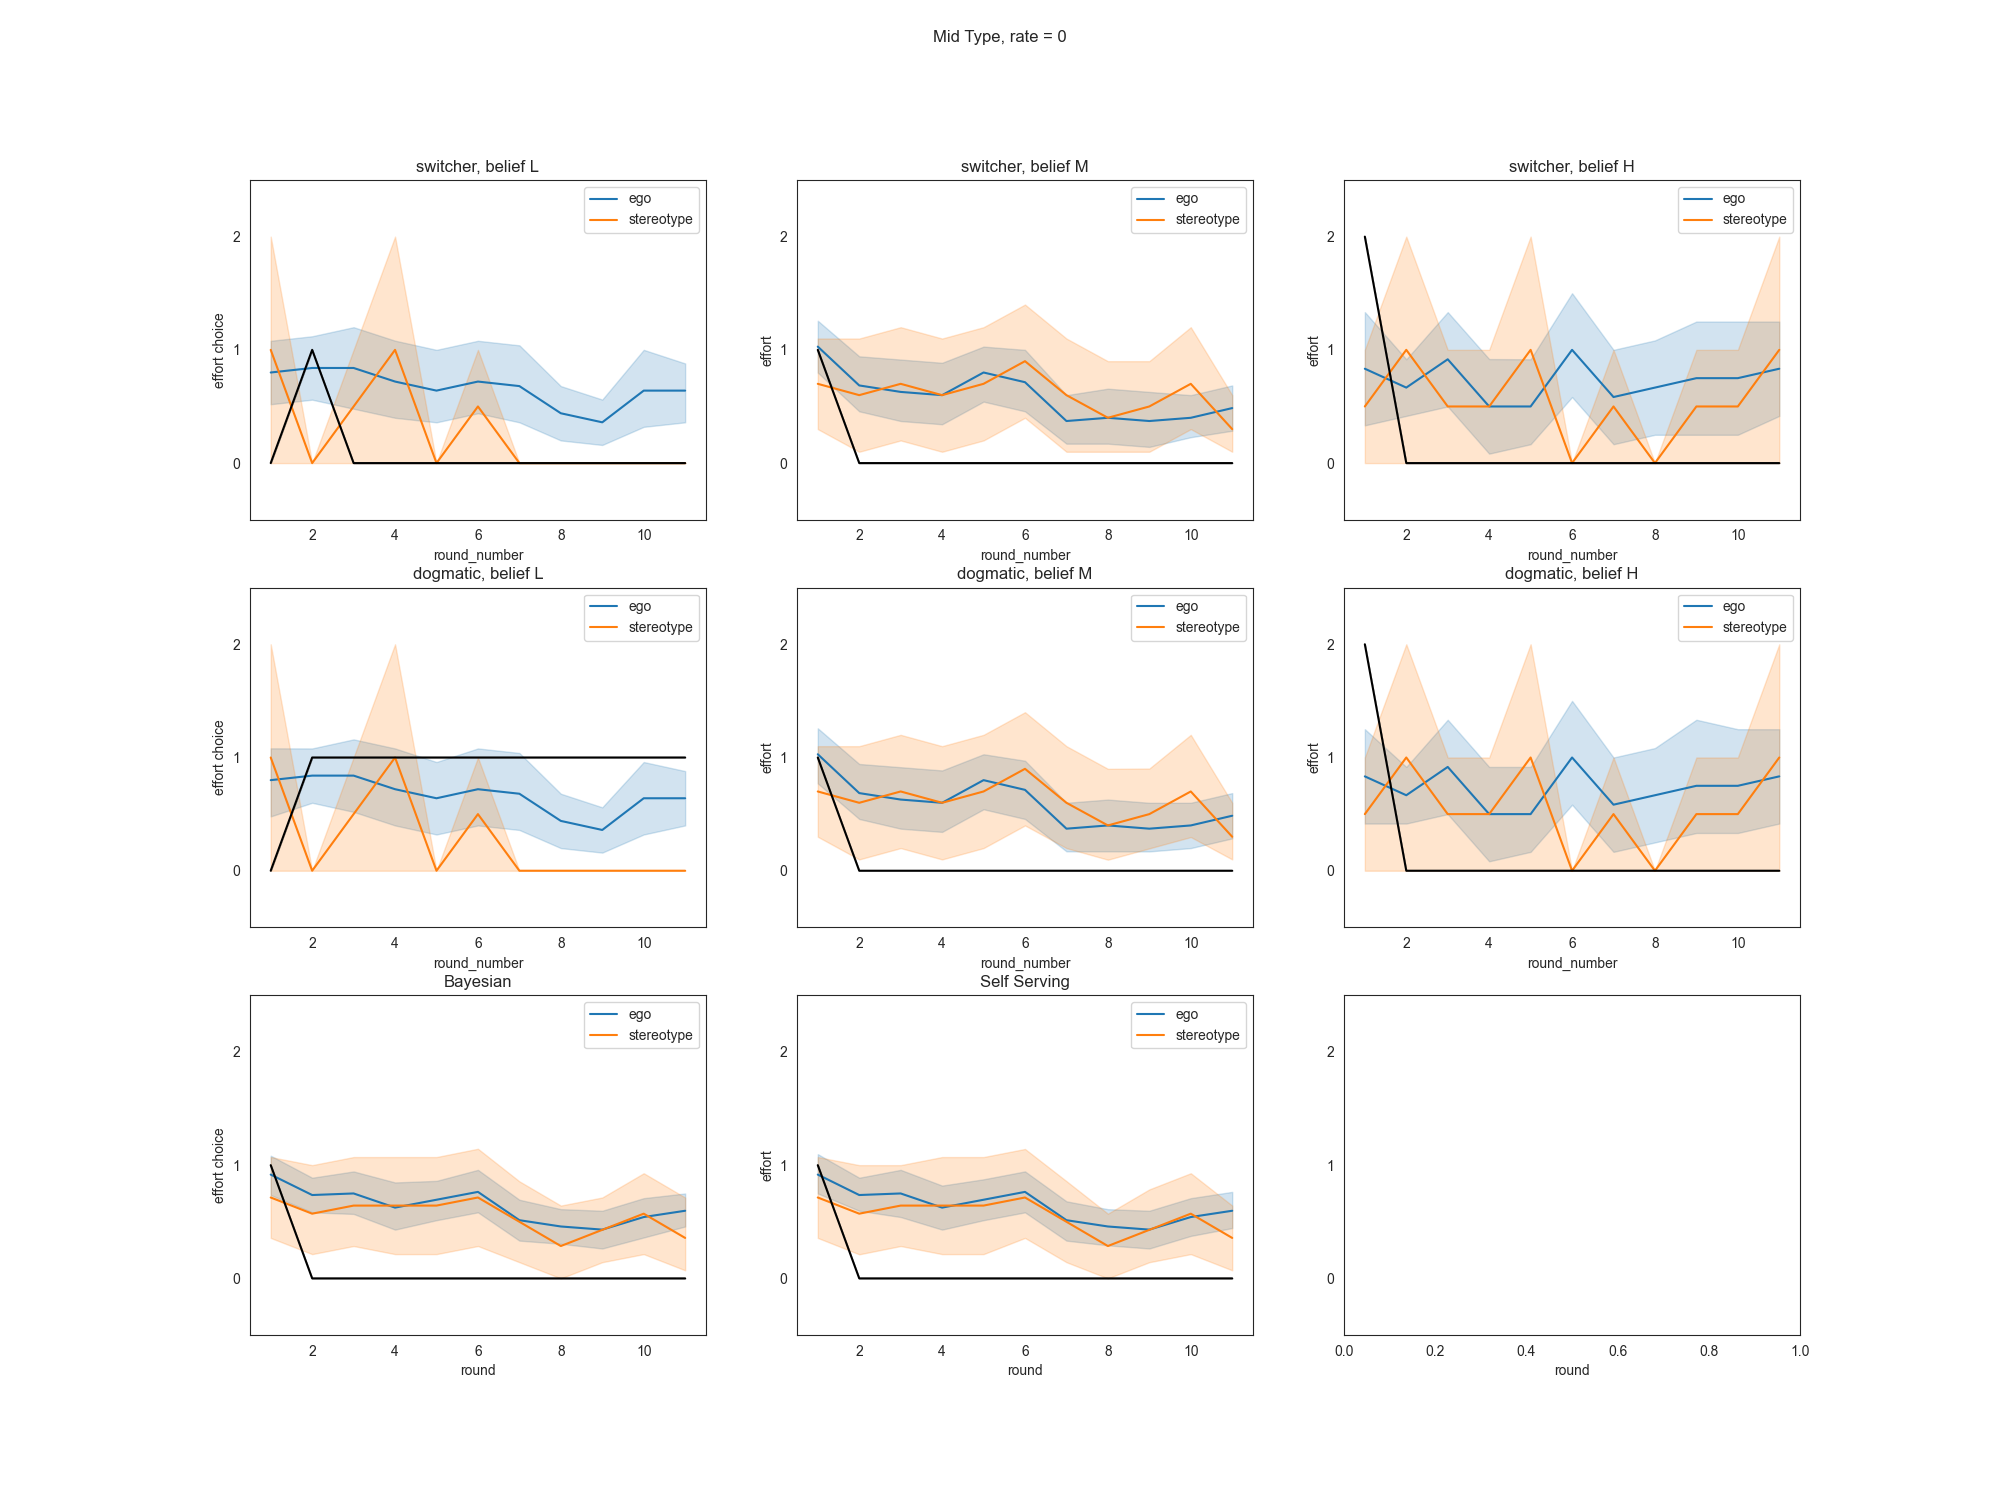 Mid Type, rate = 0
switcher, belief L
ego
stereotype
2
1
0
effort choice
2
4
6
8
10
round_number
switcher, belief M
ego
stereotype
2
1
0
effort
2
4
6
8
10
round_number
switcher, belief H
ego
stereotype
2
1
0
effort
2
4
6
8
10
round_number
dogmatic, belief L
ego
stereotype
2
1
0
effort choice
2
4
6
8
10
round_number
dogmatic, belief M
ego
stereotype
2
1
0
effort
2
4
6
8
10
round_number
dogmatic, belief H
ego
stereotype
2
1
0
effort
2
4
6
8
10
round_number
Bayesian
ego
stereotype
2
1
0
effort choice
2
4
6
8
10
round
Self Serving
ego
stereotype
2
1
0
effort
2
4
6
8
10
round
2
1
0
0.0
0.2
0.4
0.6
0.8
1.0
round